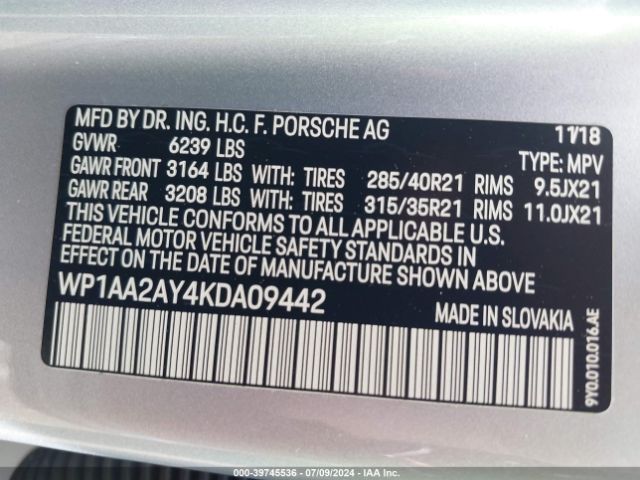 MFD BY DR. ING. H.C. F. PORSCHE AG 11/18
GVWR 6239 LBS TYPE: MPV
GAWR FRONT 3164 LBS WITH: TIRES 285/40R21 RIMS 9.5JX21
GAWR REAR 3208 LBS WITH: TIRES 315/35R21 RIMS 11.0JX21
THIS VEHICLE CONFORMS TO ALL APPLICABLE U.S.
FEDERAL MOTOR VEHICLE SAFETY STANDARDS IN
EFFECT ON THE DATE OF MANUFACTURE SHOWN ABOVE
WP1AA2AY4KDA09442 MADE IN SLOVAKIA
9Y0.010.016.AE
000-39745536 - 07/09/2024 - IAA Inc.